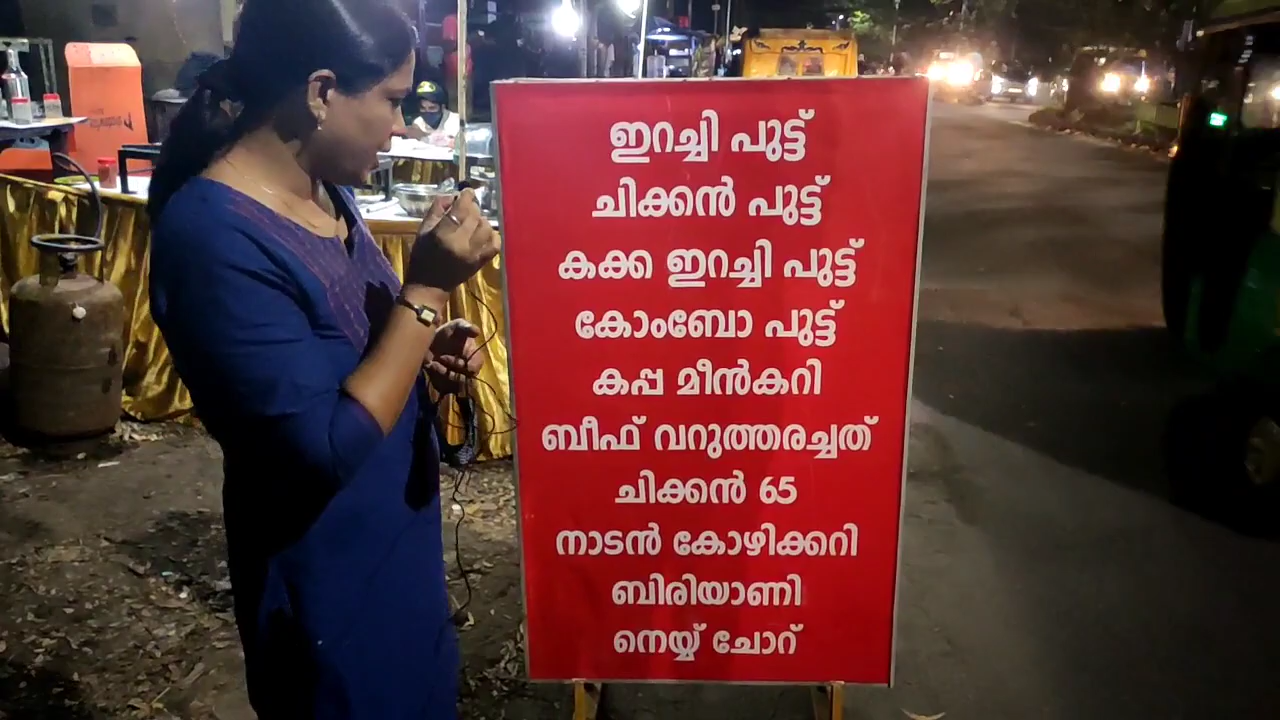 ഇറച്ചി പുട്ട്
ചിക്കൻ പുട്ട്
കക്ക ഇറച്ചി പുട്ട്
കോംബോ പുട്ട്
കപ്പ മീൻകറി
ബീഫ് വറുത്തരച്ചത്
ചിക്കൻ 65
നാടൻ കോഴിക്കറി
ബിരിയാണി
നെയ്യ് ചോറ്